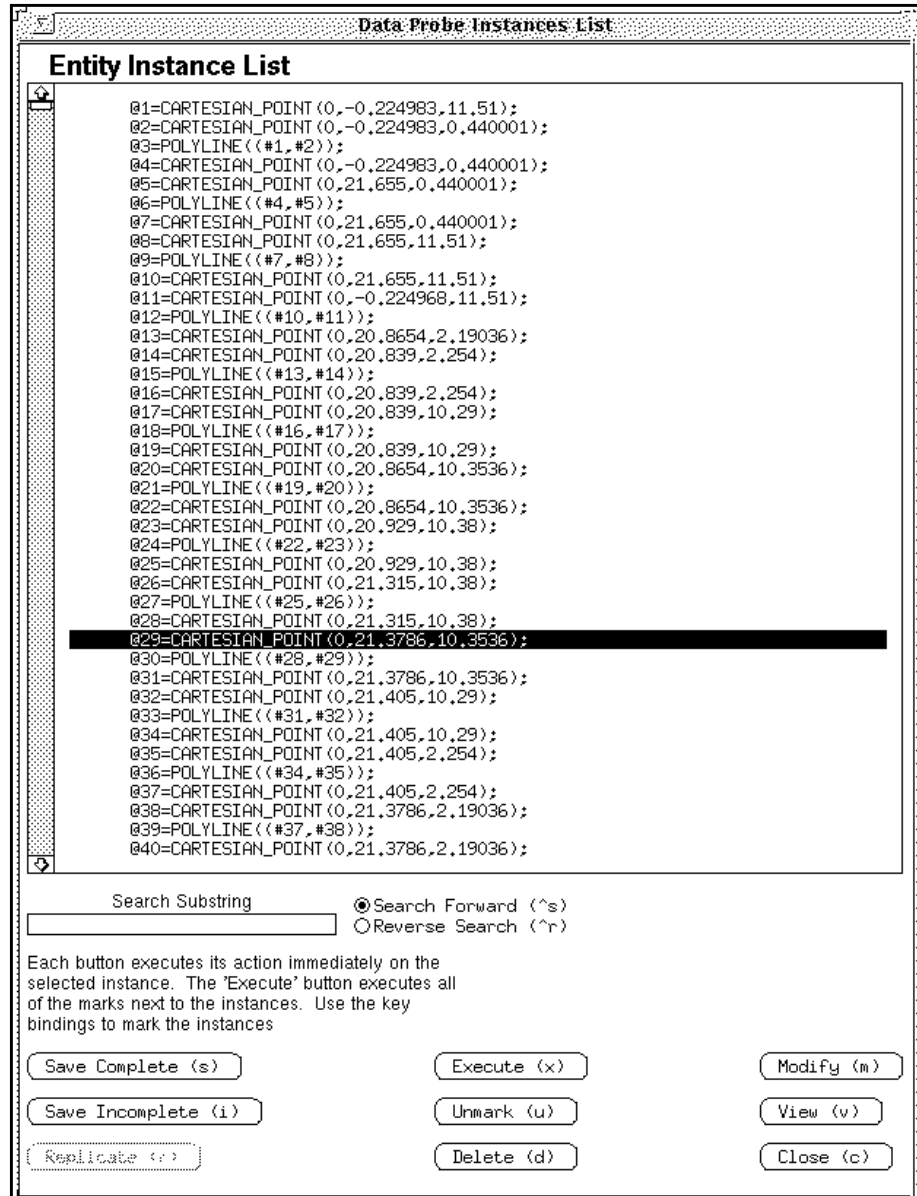 Data Probe Instances List
Entity Instance List
@1=CARTESIAN_POINT(0,-0.224983,11.51);
@2=CARTESIAN_POINT(0,-0.224983,0.440001);
@3=POLYLINE((#1,#2));
@4=CARTESIAN_POINT(0,-0.224983,0.440001);
@5=CARTESIAN_POINT(0,21.655,0.440001);
@6=POLYLINE((#4,#5));
@7=CARTESIAN_POINT(0,21.655,0.440001);
@8=CARTESIAN_POINT(0,21.655,11.51);
@9=POLYLINE((#7,#8));
@10=CARTESIAN_POINT(0,21.655,11.51);
@11=CARTESIAN_POINT(0,-0.224968,11.51);
@12=POLYLINE((#10,#11));
@13=CARTESIAN_POINT(0,20.8654,2.19036);
@14=CARTESIAN_POINT(0,20.839,2.254);
@15=POLYLINE((#13,#14));
@16=CARTESIAN_POINT(0,20.839,2.254);
@17=CARTESIAN_POINT(0,20.839,10.29);
@18=POLYLINE((#16,#17));
@19=CARTESIAN_POINT(0,20.839,10.29);
@20=CARTESIAN_POINT(0,20.8654,10.3536);
@21=POLYLINE((#19,#20));
@22=CARTESIAN_POINT(0,20.8654,10.3536);
@23=CARTESIAN_POINT(0,20.929,10.38);
@24=POLYLINE((#22,#23));
@25=CARTESIAN_POINT(0,20.929,10.38);
@26=CARTESIAN_POINT(0,21.315,10.38);
@27=POLYLINE((#25,#26));
@28=CARTESIAN_POINT(0,21.315,10.38);
@29=CARTESIAN_POINT(0,21.3786,10.3536);
@30=POLYLINE((#28,#29));
@31=CARTESIAN_POINT(0,21.3786,10.3536);
@32=CARTESIAN_POINT(0,21.405,10.29);
@33=POLYLINE((#31,#32));
@34=CARTESIAN_POINT(0,21.405,10.29);
@35=CARTESIAN_POINT(0,21.405,2.254);
@36=POLYLINE((#34,#35));
@37=CARTESIAN_POINT(0,21.405,2.254);
@38=CARTESIAN_POINT(0,21.3786,2.19036);
@39=POLYLINE((#37,#38));
@40=CARTESIAN_POINT(0,21.3786,2.19036);
Search Substring
Search Forward (^s)
Reverse Search (^r)
Each button executes its action immediately on the
selected instance. The 'Execute' button executes all
of the marks next to the instances. Use the key
bindings to mark the instances
Save Complete (s) Execute (x) Modify (m)
Save Incomplete (i) Unmark (u) View (v)
Replicate (r) Delete (d) Close (c)